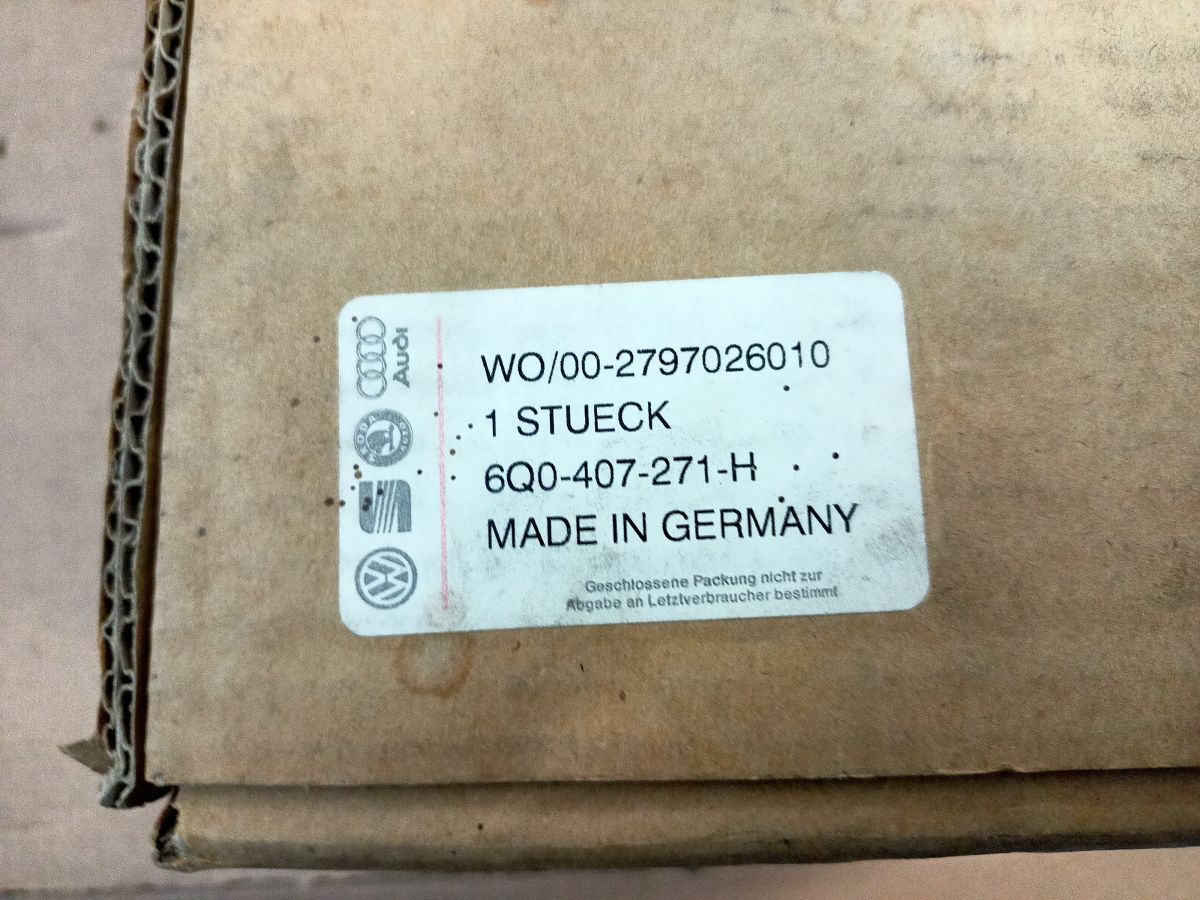 WO/00-2797026010
1 STUECK
6Q0-407-271-H
MADE IN GERMANY
Geschlossene Packung nicht zur
Abgabe an Letztverbraucher bestimmt
Audi
SKODA